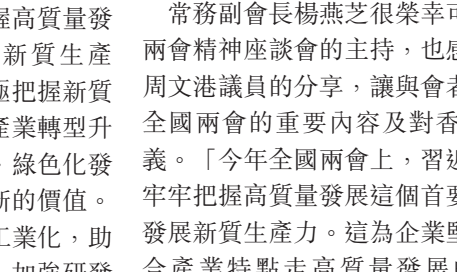 握高質量發
新質生產
極把握新質
產業轉型升
綠色化發
新的價值。
工業化，助
加強研發
常務副會長楊燕芝很榮幸可
兩會精神座談會的主持，也感
周文港議員的分享，讓與會者
全國兩會的重要內容及對香
義。「今年全國兩會上，習近
牢牢把握高質量發展這個首要
發展新質生產力。這為企業堅
合產業特點走高質量發展